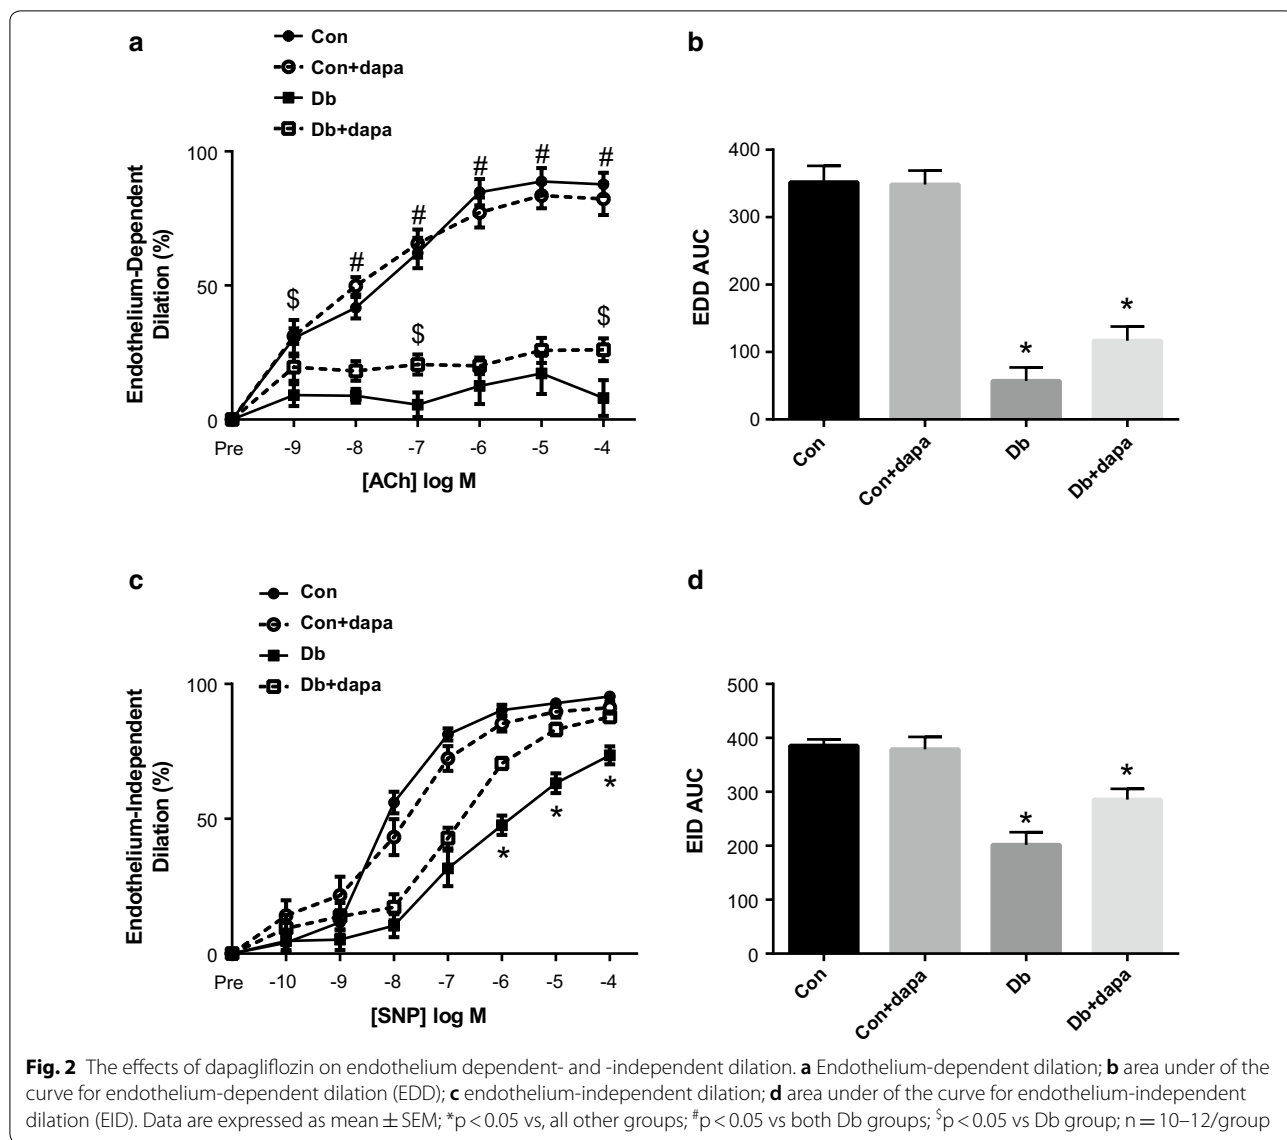 a
Con
Con+dapa
Db
Db+dapa
Endothelium-Dependent
Dilation (%)
100
50
0
$
#
#
#
#
#
$
$
Pre -9 -8 -7 -6 -5 -4
[ACh] log M
b
EDD AUC
400
300
200
100
0
*
*
Con
Con+dapa
Db
Db+dapa
c
Con
Con+dapa
Db
Db+dapa
Endothelium-Independent
Dilation (%)
100
50
0
*
*
*
Pre -10 -9 -8 -7 -6 -5 -4
[SNP] log M
d
EID AUC
500
400
300
200
100
0
*
*
Con
Con+dapa
Db
Db+dapa
Fig. 2 The effects of dapagliflozin on endothelium dependent- and -independent dilation. a Endothelium-dependent dilation; b area under of the
curve for endothelium-dependent dilation (EDD); c endothelium-independent dilation; d area under of the curve for endothelium-independent
dilation (EID). Data are expressed as mean ± SEM; *p < 0.05 vs, all other groups; #p < 0.05 vs both Db groups; $p < 0.05 vs Db group; n = 10–12/group